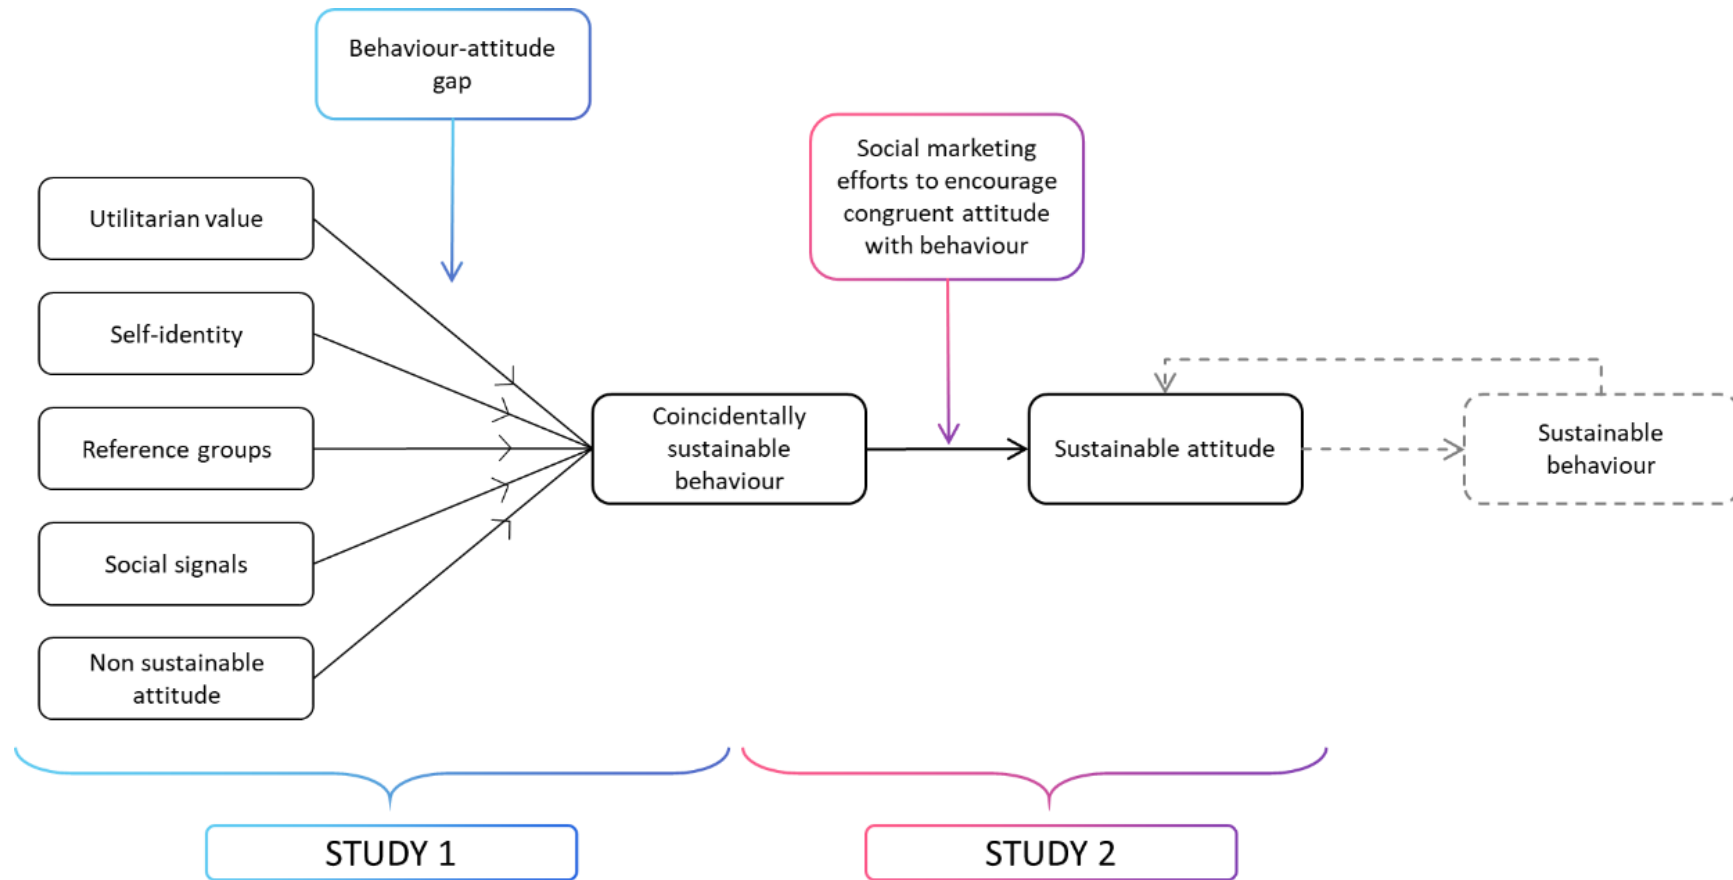 Behaviour-attitude
gap
Social marketing
efforts to encourage
congruent attitude
with behaviour
Utilitarian value
Self-identity
Reference groups
Social signals
Non sustainable
attitude
Coincidentally
sustainable
behaviour
Sustainable attitude
Sustainable
behaviour
STUDY 1
STUDY 2